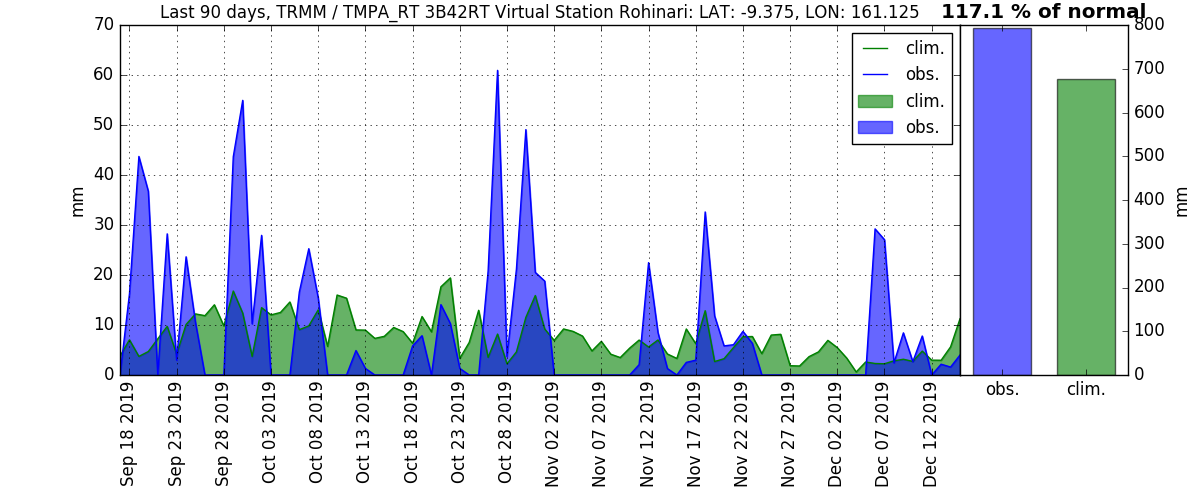 Last 90 days, TRMM / TMPA_RT 3B42RT Virtual Station Rohinari: LAT: -9.375, LON: 161.125
117.1 % of normal
clim.
obs.
clim.
obs.
mm
70
60
50
40
30
20
10
0
Sep 18 2019
Sep 23 2019
Sep 28 2019
Oct 03 2019
Oct 08 2019
Oct 13 2019
Oct 18 2019
Oct 23 2019
Oct 28 2019
Nov 02 2019
Nov 07 2019
Nov 12 2019
Nov 17 2019
Nov 22 2019
Nov 27 2019
Dec 02 2019
Dec 07 2019
Dec 12 2019
obs.
clim.
800
700
600
500
400
300
200
100
0
mm